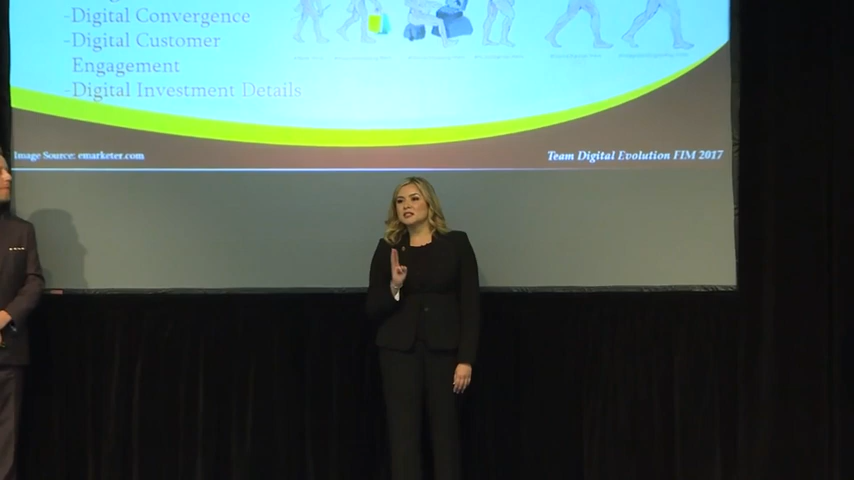 -Digital Convergence
-Digital Customer
Engagement
-Digital Investment Details
Image Source: emarketer.com
Team Digital Evolution FIM 2017